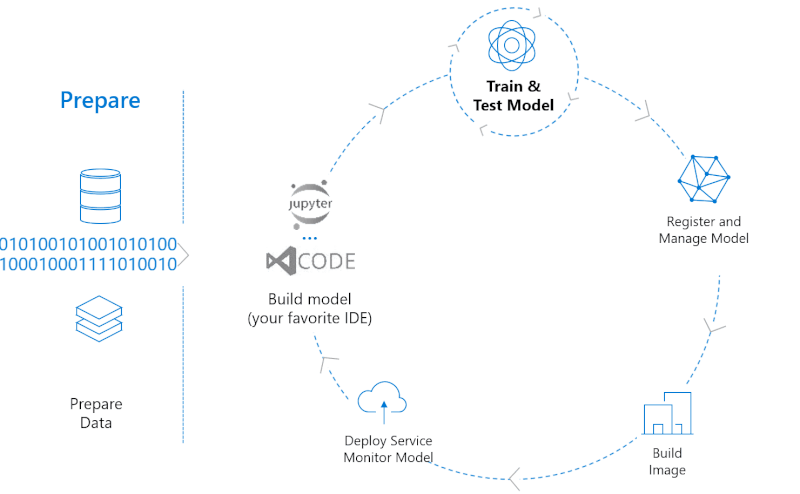 Prepare
010100101001010100
100010001111010010
Prepare
Data
jupyter
...
CODE
Build model
(your favorite IDE)
Train &
Test Model
Register and
Manage Model
Build
Image
Deploy Service
Monitor Model